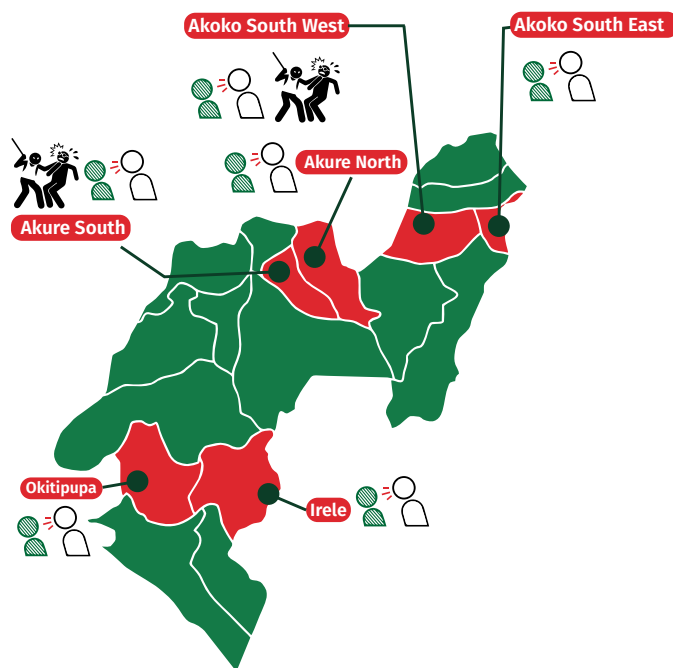 Akoko South West
Akoko South East
Akure North
Akure South
Okitipupa
Irele